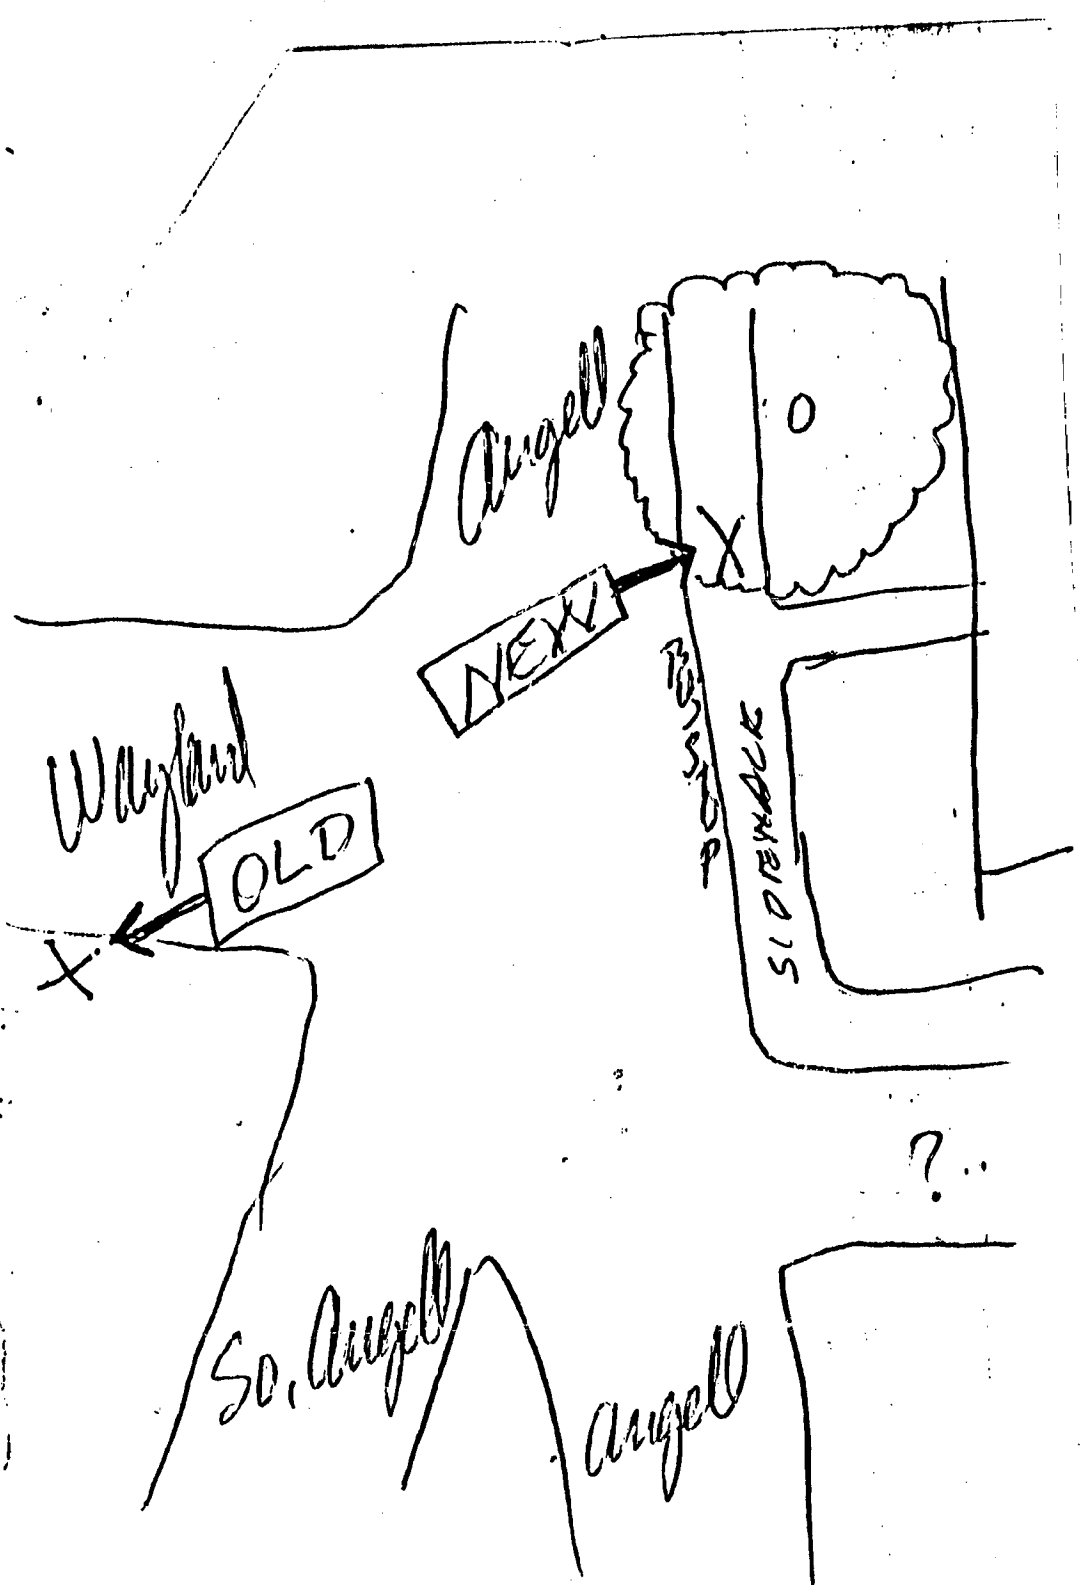 Angell
X
NEW
BUS STOP
Wayland
SIDEWALK
OLD
X
?
So. Angell
Angell